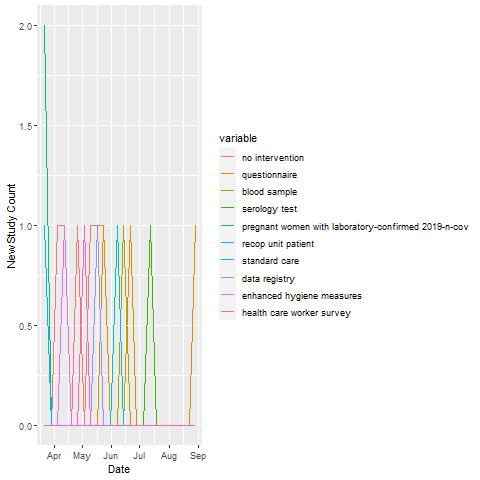 2.0
1.5
1.0
0.5
0.0
New Study Count
Apr May Jun Jul Aug Sep
Date
variable
no intervention
questionnaire
blood sample
serology test
pregnant women with laboratory-confirmed 2019-n-cov
recop unit patient
standard care
data registry
enhanced hygiene measures
health care worker survey